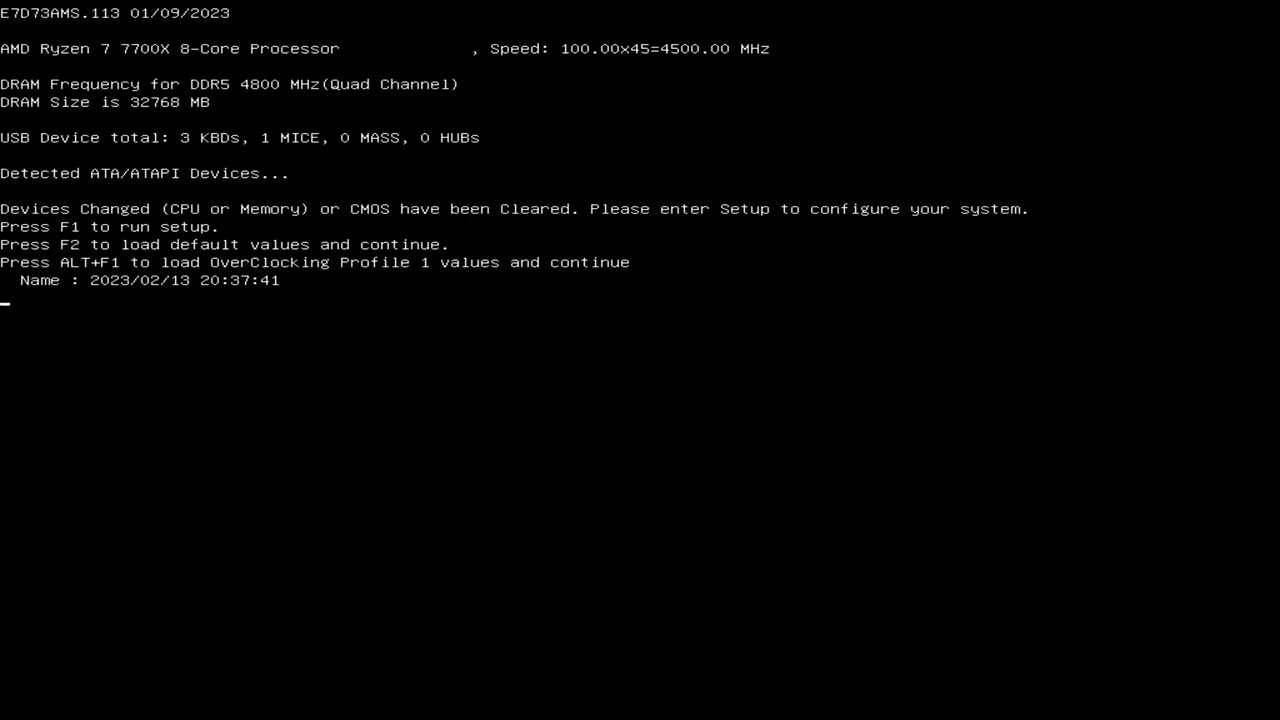 E7D73AMS.113 01/09/2023
AMD Ryzen 7 7700X 8-Core Processor , Speed: 100.00x45=4500.00 MHz
DRAM Frequency for DDR5 4800 MHz(Quad Channel)
DRAM Size is 32768 MB
USB Device total: 3 KBDs, 1 MICE, 0 MASS, 0 HUBs
Detected ATA/ATAPI Devices...
Devices Changed (CPU or Memory) or CMOS have been Cleared. Please enter Setup to configure your system.
Press F1 to run setup.
Press F2 to load default values and continue.
Press ALT+F1 to load OverClocking Profile 1 values and continue
Name : 2023/02/13 20:37:41